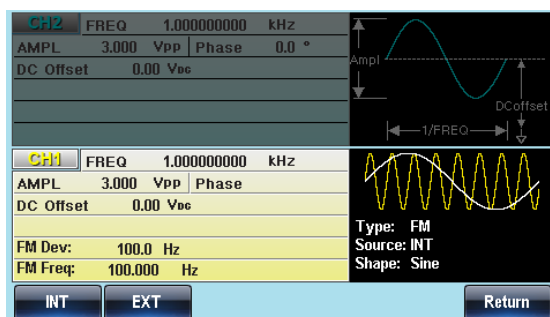 CH2 FREQ 1.000000000 kHz
AMPL 3.000 Vpp Phase 0.0 °
DC Offset 0.00 VDC
Ampl
DCoffset
1/FREQ
CH1 FREQ 1.000000000 kHz
AMPL 3.000 Vpp Phase
DC Offset 0.00 VDC
FM Dev: 100.0 Hz
FM Freq: 100.000 Hz
Type: FM
Source: INT
Shape: Sine
INT EXT Return